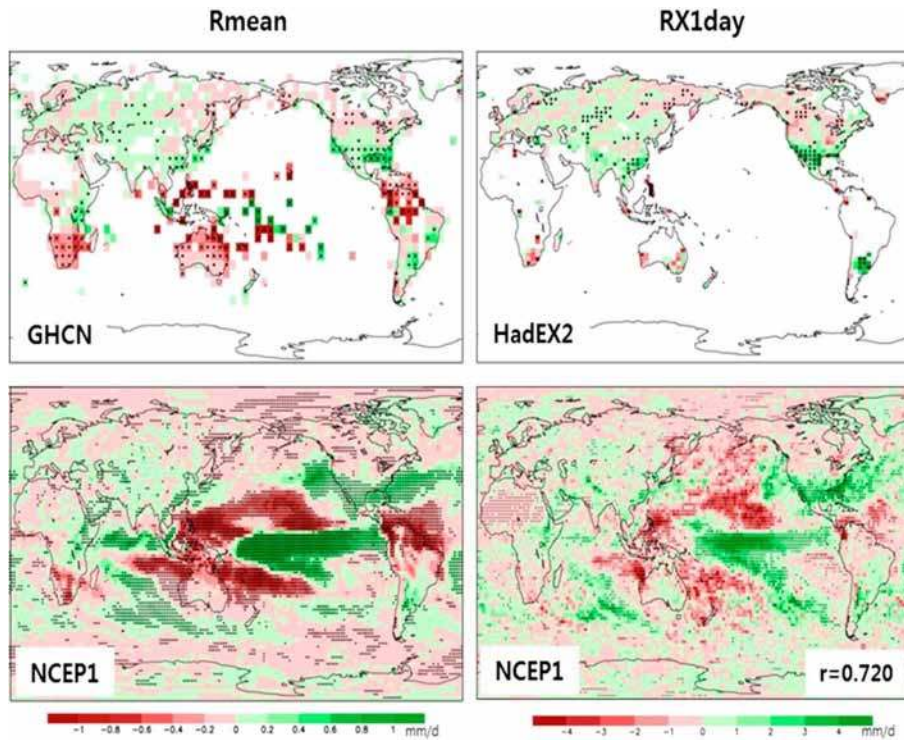 Rmean RX1day
GHCN HadEX2
NCEP1 NCEP1 r=0.720
-1 -0.8 -0.6 -0.4 -0.2 0 0.2 0.4 0.6 0.8 1 mm/d
-4 -3 -2 -1 0 1 2 3 4 mm/d